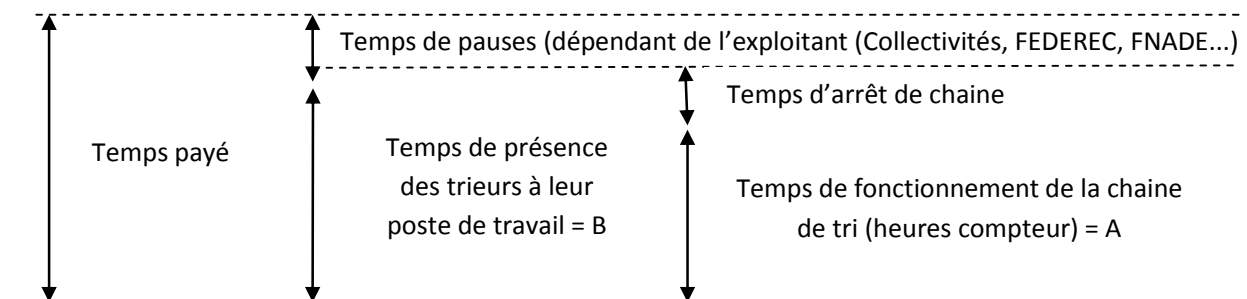 Temps de pauses (dépendant de l’exploitant (Collectivités, FEDEREC, FNADE...)
Temps d’arrêt de chaine
Temps payé
Temps de présence
des trieurs à leur
poste de travail = B
Temps de fonctionnement de la chaine
de tri (heures compteur) = A